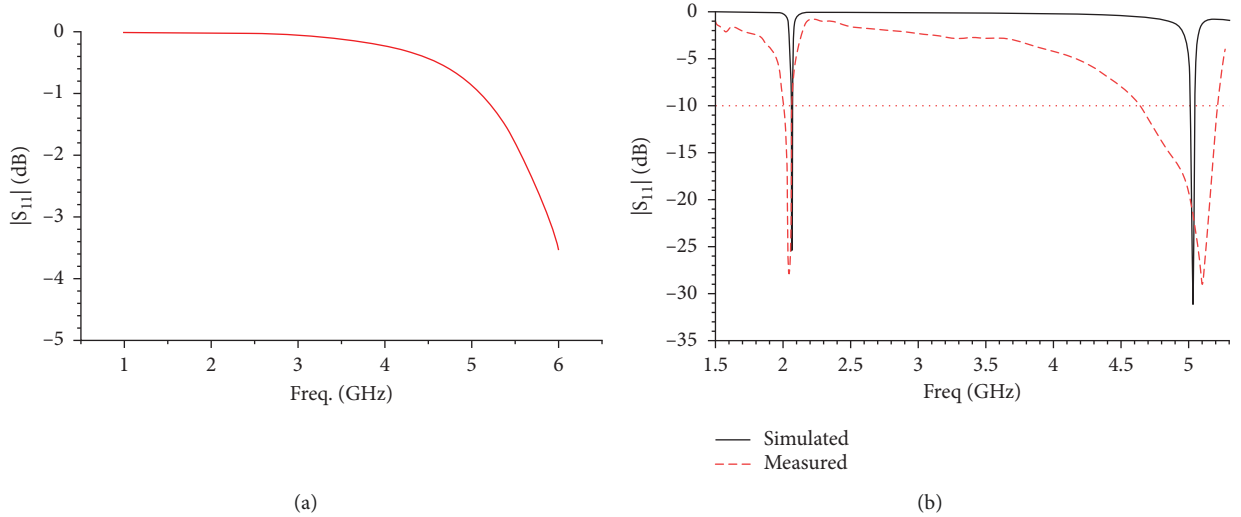 0
−1
−2
−3
−4
−5
|S11| (dB)
1 2 3 4 5 6
Freq. (GHz)
(a)
−0
−5
−10
−15
−20
−25
−30
−35
|S11| (dB)
1.5 2 2.5 3 3.5 4 4.5 5
Freq (GHz)
Simulated
Measured
(b)